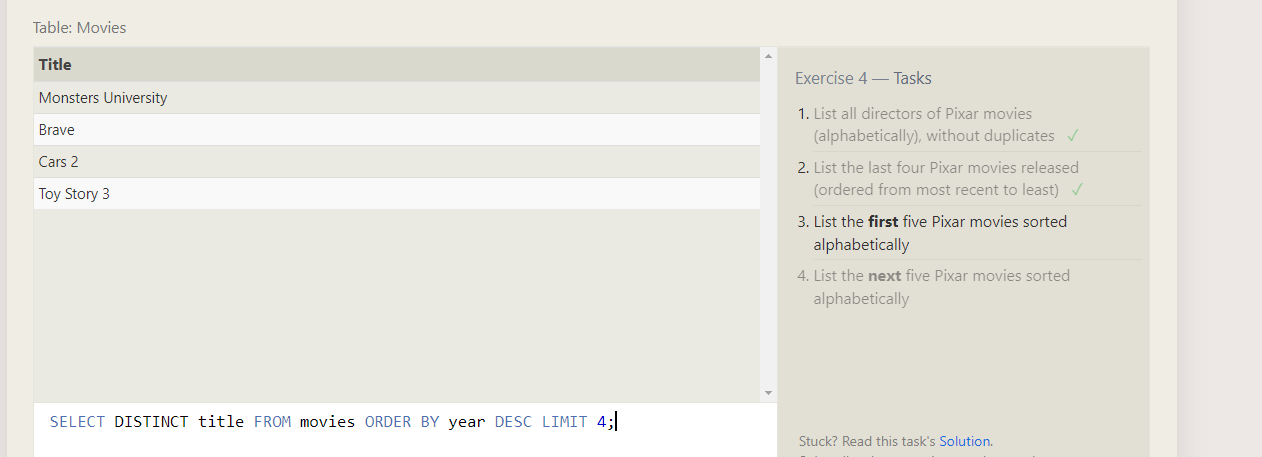 Table: Movies
Title
Monsters University
Brave
Cars 2
Toy Story 3
SELECT DISTINCT title FROM movies ORDER BY year DESC LIMIT 4;
Exercise 4 — Tasks
1. List all directors of Pixar movies
(alphabetically), without duplicates ✓
2. List the last four Pixar movies released
(ordered from most recent to least) ✓
3. List the first five Pixar movies sorted
alphabetically
4. List the next five Pixar movies sorted
alphabetically
Stuck? Read this task's Solution.